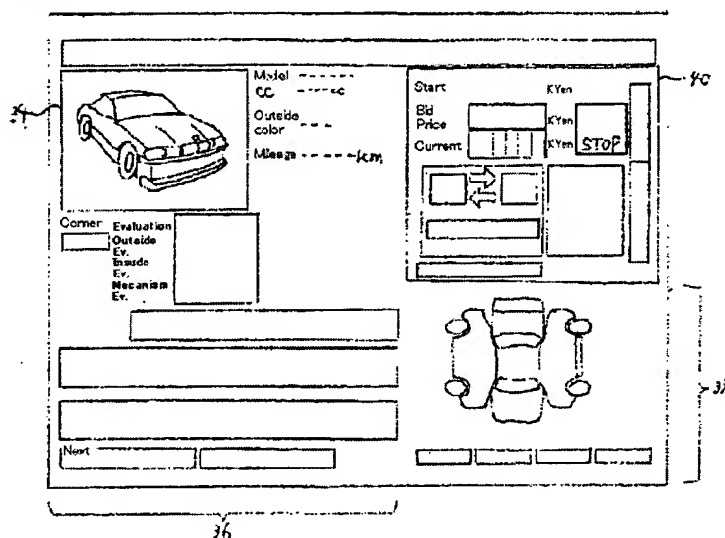 34
Model
CC c
Outside
color
Mileage km
Corner
Evaluation
Outside
Ev.
Inside
Ev.
Mecanism
Ev.
Next
40
Start KYen
Bid
Price KYen
Current KYen
STOP
36